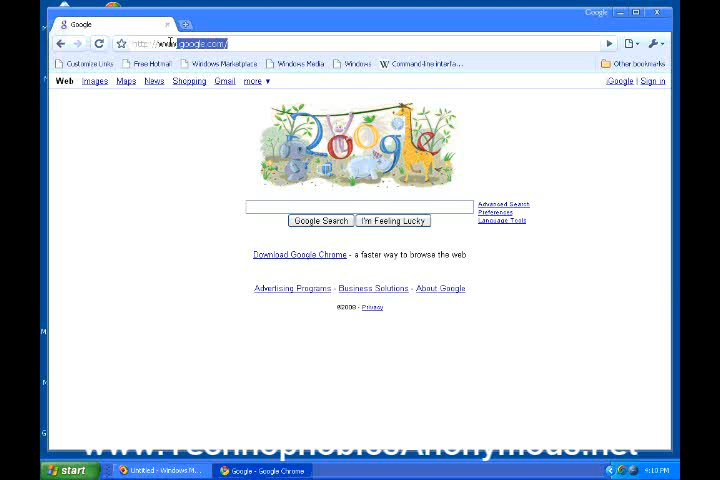 Google
Google
http://www.google.com/
Customize Links Free Hotmail Windows Marketplace Windows Media Windows Command-line interfa... Other bookmarks
Web Images Maps News Shopping Gmail more ▼ iGoogle | Sign in
Google
Advanced Search
Preferences
Language Tools
Google Search I'm Feeling Lucky
Download Google Chrome - a faster way to browse the web
Advertising Programs - Business Solutions - About Google
©2008 - Privacy
www.TechnophobiesAnonymous.net
start Untitled - Windows M... Google - Google Chrome 4:10 PM